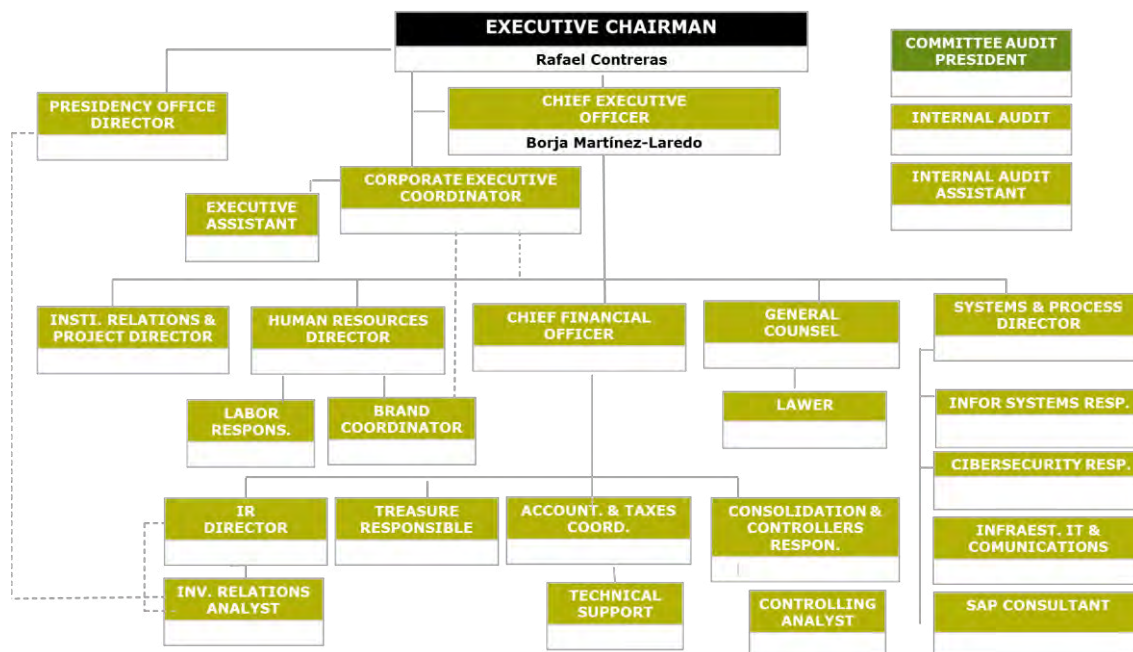 EXECUTIVE CHAIRMAN
Rafael Contreras
COMMITTEE AUDIT
PRESIDENT
PRESIDENCY OFFICE
DIRECTOR
CHIEF EXECUTIVE
OFFICER
Borja Martínez-Laredo
INTERNAL AUDIT
CORPORATE EXECUTIVE
COORDINATOR
INTERNAL AUDIT
ASSISTANT
EXECUTIVE
ASSISTANT
INSTI. RELATIONS &
PROJECT DIRECTOR
HUMAN RESOURCES
DIRECTOR
CHIEF FINANCIAL
OFFICER
GENERAL
COUNSEL
SYSTEMS & PROCESS
DIRECTOR
LABOR
RESPONS.
BRAND
COORDINATOR
LAWER
INFOR SYSTEMS RESP.
CIBERSECURITY RESP.
IR
DIRECTOR
TREASURE
RESPONSIBLE
ACCOUNT. & TAXES
COORD.
CONSOLIDATION &
CONTROLLERS
RESPON.
INFRAEST. IT &
COMUNICATIONS
INV. RELATIONS
ANALYST
TECHNICAL
SUPPORT
CONTROLLING
ANALYST
SAP CONSULTANT